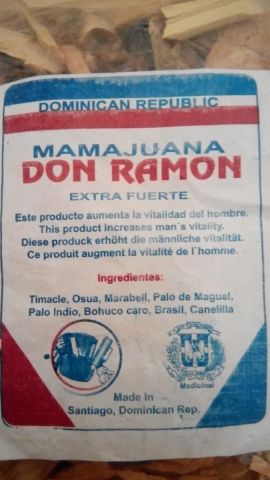 DOMINICAN REPUBLIC
MAMAJUANA
DON RAMON
EXTRA FUERTE
Este producto aumenta la vitalidad del hombre.
This product increases man´s vitality.
Diese produck erhöht die männliche vitalität.
Ce produit augment la vitalité de l´homme.
Ingredientes:
Timacle, Osua, Marabell, Palo de Maguel,
Palo Indio, Bohuco caro, Brasil, Canelilla
Medicinal
Made In
Santiago, Dominican Rep.